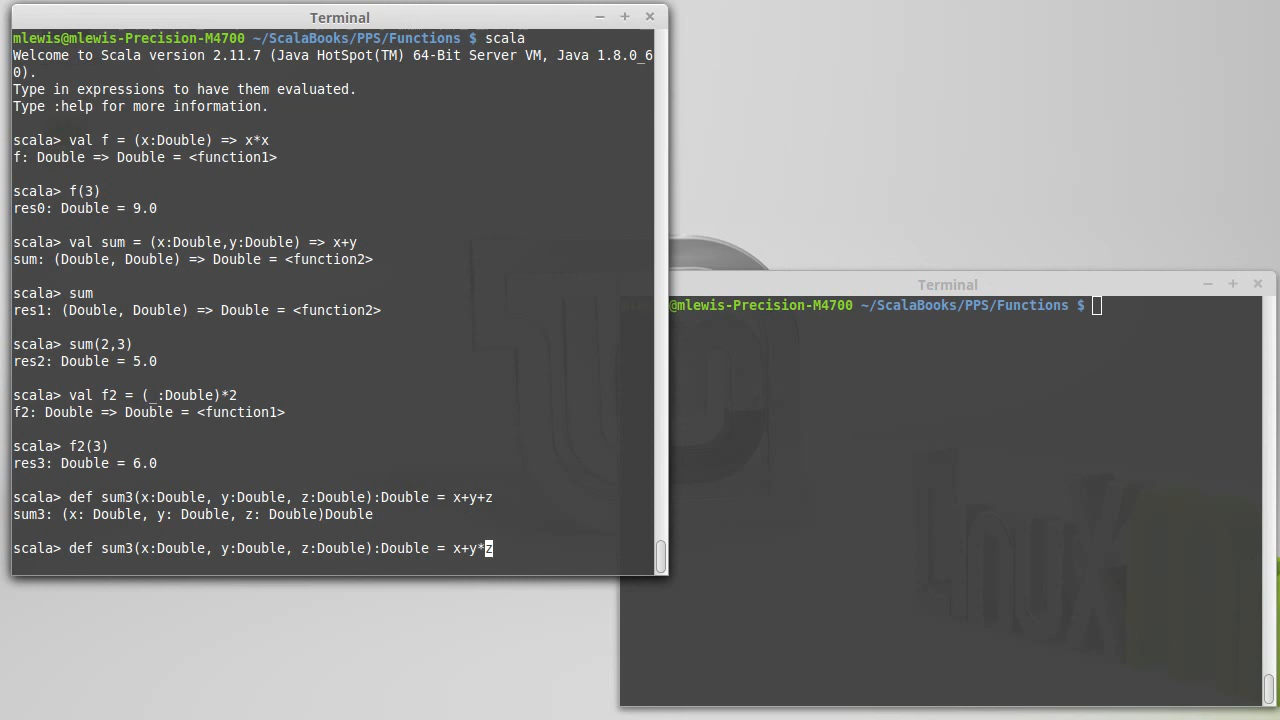 Terminal
mlewis@mlewis-Precision-M4700 ~/ScalaBooks/PPS/Functions $ scala
Welcome to Scala version 2.11.7 (Java HotSpot(TM) 64-Bit Server VM, Java 1.8.0_6
0).
Type in expressions to have them evaluated.
Type :help for more information.
scala> val f = (x:Double) => x*x
f: Double => Double = <function1>
scala> f(3)
res0: Double = 9.0
scala> val sum = (x:Double,y:Double) => x+y
sum: (Double, Double) => Double = <function2>
scala> sum
res1: (Double, Double) => Double = <function2>
scala> sum(2,3)
res2: Double = 5.0
scala> val f2 = (_:Double)*2
f2: Double => Double = <function1>
scala> f2(3)
res3: Double = 6.0
scala> def sum3(x:Double, y:Double, z:Double):Double = x+y+z
sum3: (x: Double, y: Double, z: Double)Double
scala> def sum3(x:Double, y:Double, z:Double):Double = x+y*z
Terminal
@mlewis-Precision-M4700 ~/ScalaBooks/PPS/Functions $
Linux